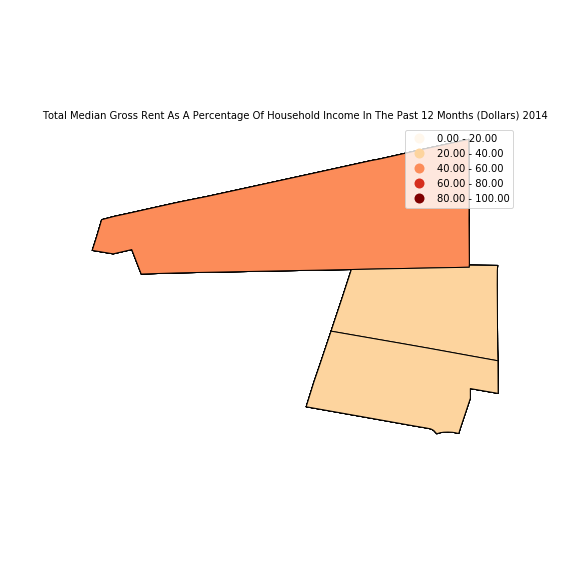 Total Median Gross Rent As A Percentage Of Household Income In The Past 12 Months (Dollars) 2014
0.00 - 20.00
20.00 - 40.00
40.00 - 60.00
60.00 - 80.00
80.00 - 100.00